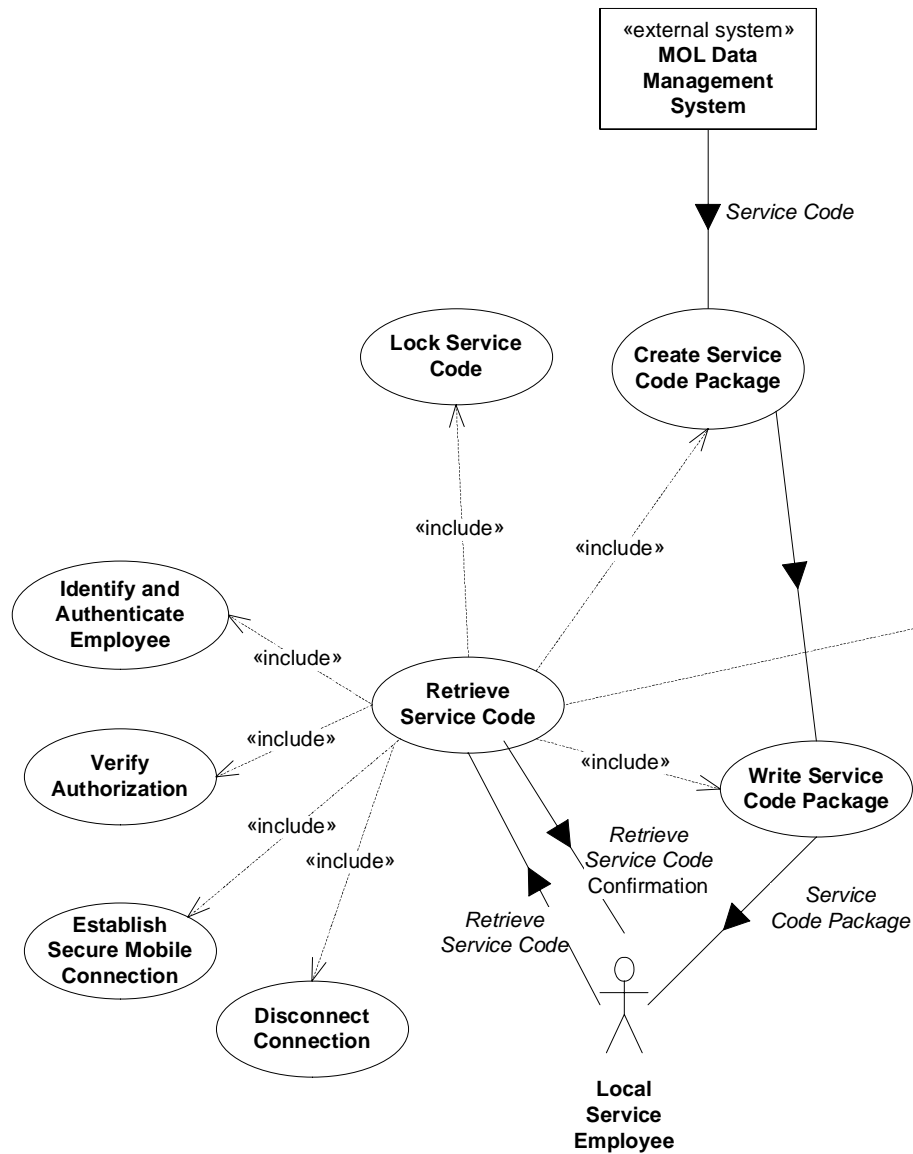 «external system»
MOL Data
Management
System
Service Code
Lock Service
Code
Create Service
Code Package
«include»
«include»
Identify and
Authenticate
Employee
«include»
Retrieve
Service Code
«include»
Verify
Authorization
«include»
Write Service
Code Package
«include»
«include»
Retrieve
Service Code
Confirmation
Establish
Secure Mobile
Connection
Retrieve
Service Code
Service
Code Package
Disconnect
Connection
Local
Service
Employee